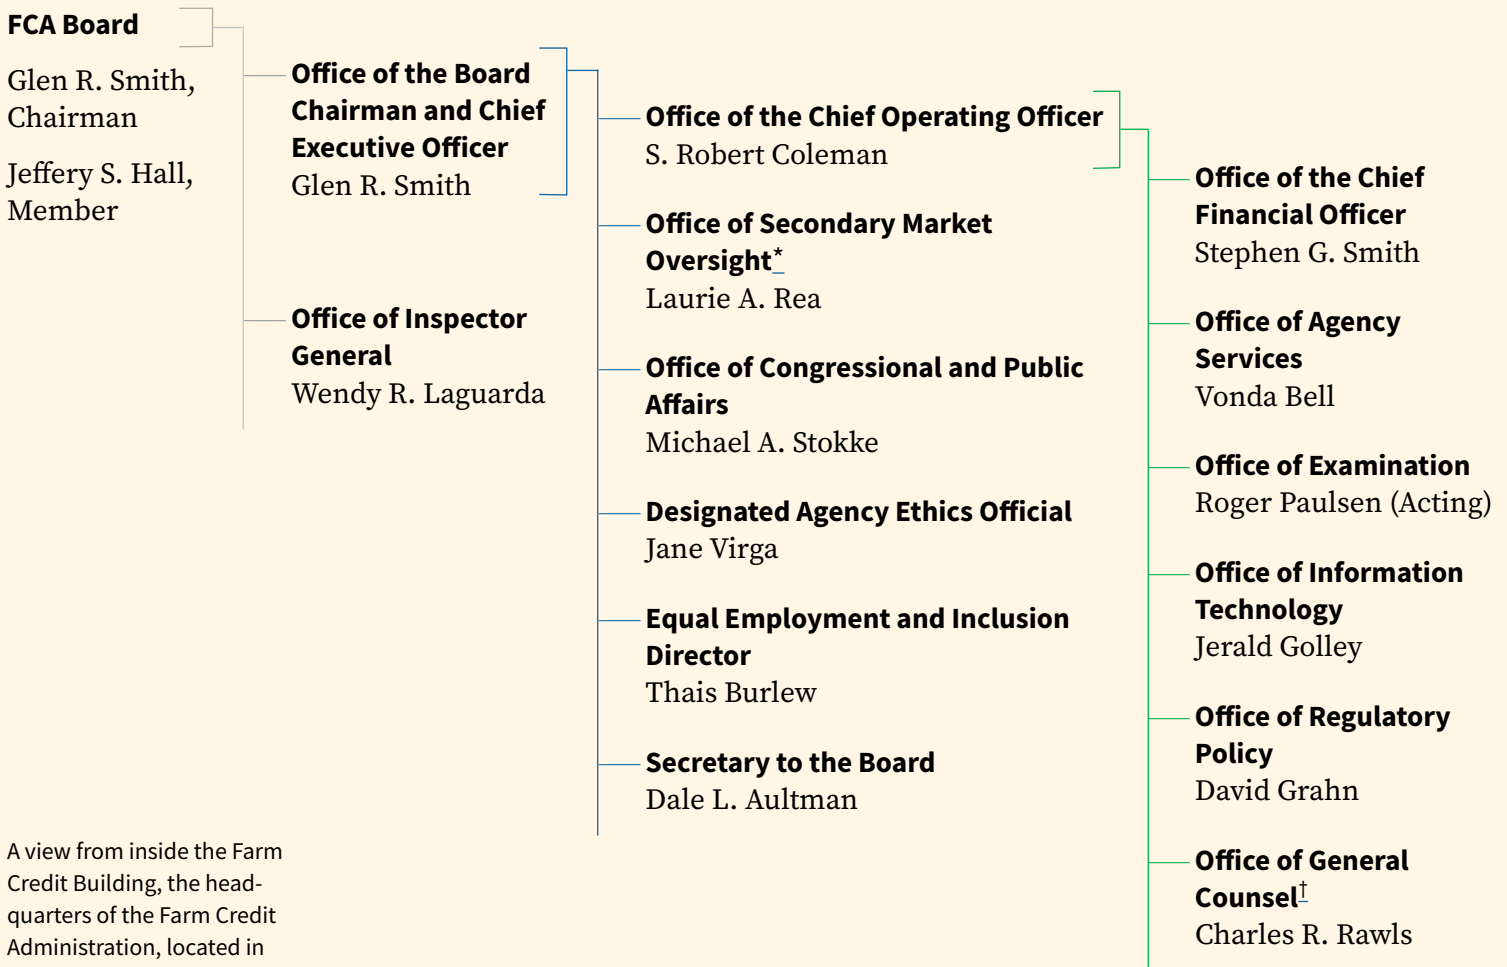 FCA Board
Glen R. Smith,
Chairman
Jeffery S. Hall,
Member
Office of the Board
Chairman and Chief
Executive Officer
Glen R. Smith
Office of Inspector
General
Wendy R. Laguarda
Office of the Chief Operating Officer
S. Robert Coleman
Office of Secondary Market
Oversight*
Laurie A. Rea
Office of Congressional and Public
Affairs
Michael A. Stokke
Designated Agency Ethics Official
Jane Virga
Equal Employment and Inclusion
Director
Thais Burlew
Secretary to the Board
Dale L. Aultman
Office of the Chief
Financial Officer
Stephen G. Smith
Office of Agency
Services
Vonda Bell
Office of Examination
Roger Paulsen (Acting)
Office of Information
Technology
Jerald Golley
Office of Regulatory
Policy
David Grahn
Office of General
Counsel†
Charles R. Rawls
A view from inside the Farm
Credit Building, the head-
quarters of the Farm Credit
Administration, located in